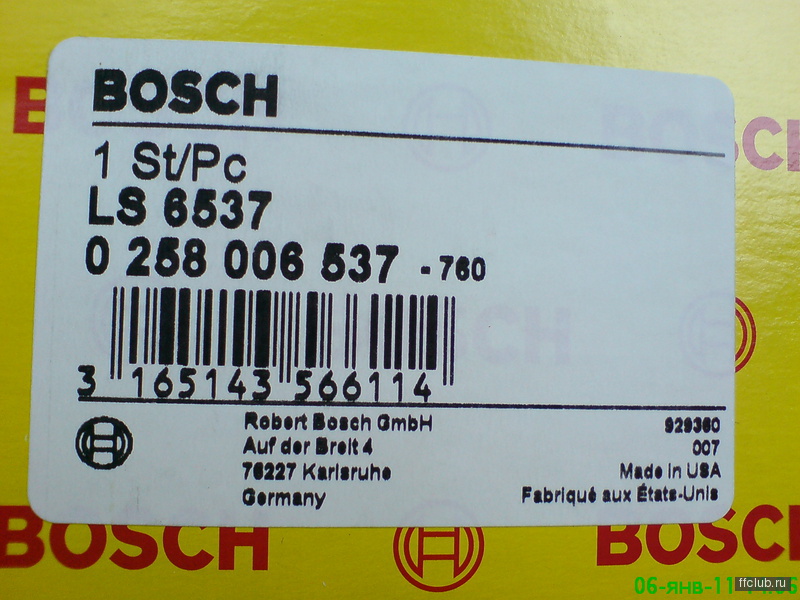 BOSCH
1 St/Pc
LS 6537
0 258 006 537 - 760
3 165143 566114
Robert Bosch GmbH
Auf der Breit 4
76227 Karlsruhe
Germany
929360
007
Made in USA
Fabriqué aux États-Unis
BOSCH
BOSCH
ffclub.ru
06-янв-11